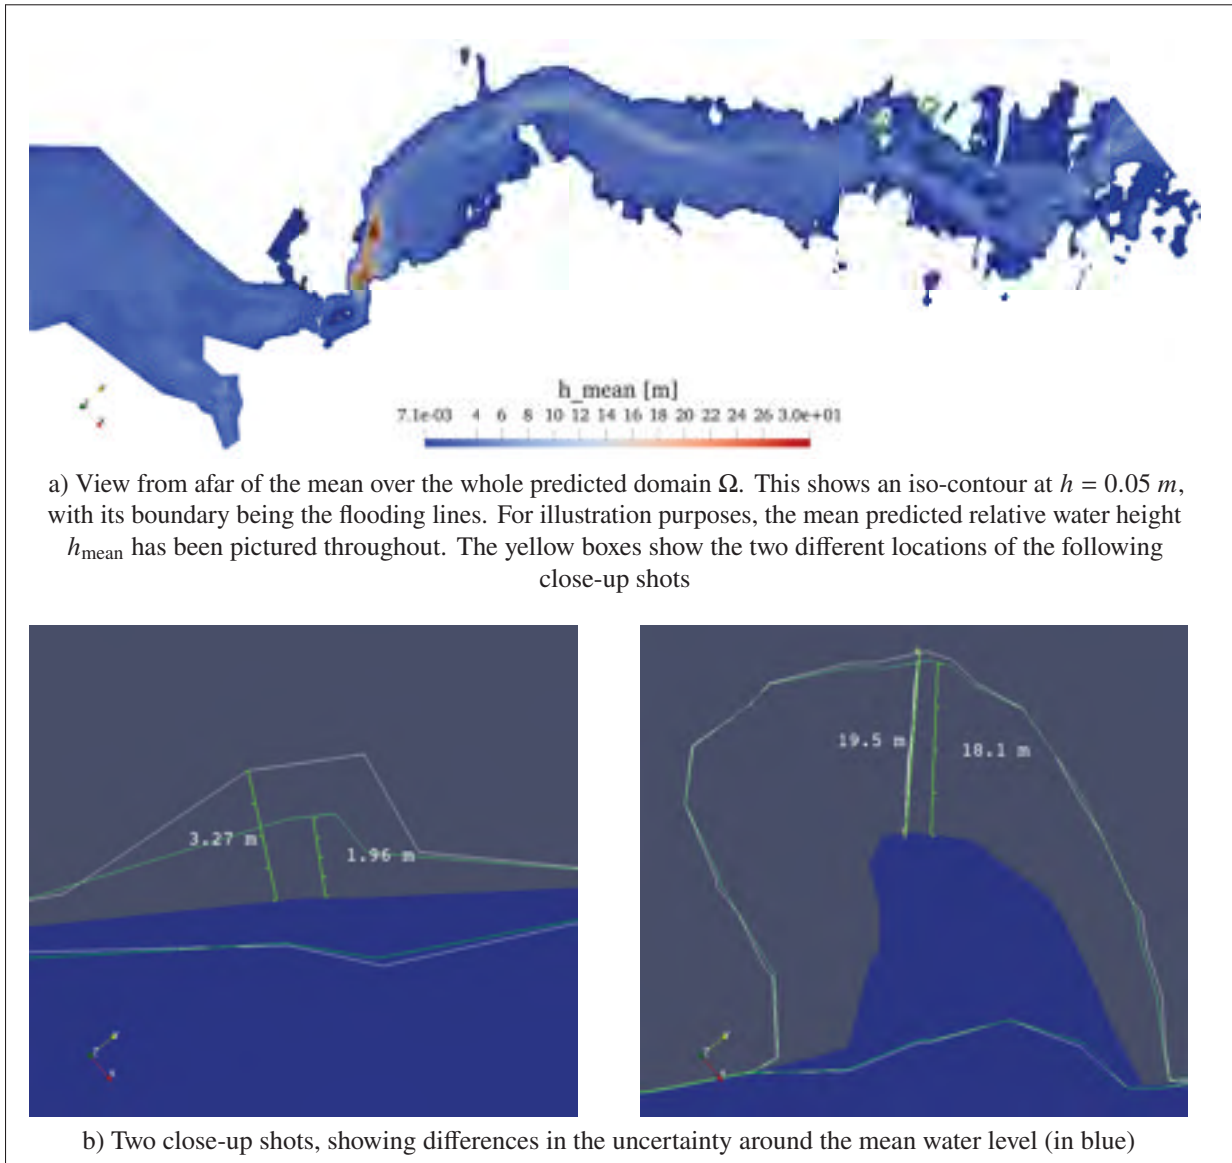 h_mean [m]
7.1e-03 4 6 8 10 12 14 16 18 20 22 24 26 3.0e+01
a) View from afar of the mean over the whole predicted domain Ω. This shows an iso-contour at h = 0.05 m,
with its boundary being the flooding lines. For illustration purposes, the mean predicted relative water height
hmean has been pictured throughout. The yellow boxes show the two different locations of the following
close-up shots
3.27 m
1.96 m
19.5 m
18.1 m
b) Two close-up shots, showing differences in the uncertainty around the mean water level (in blue)